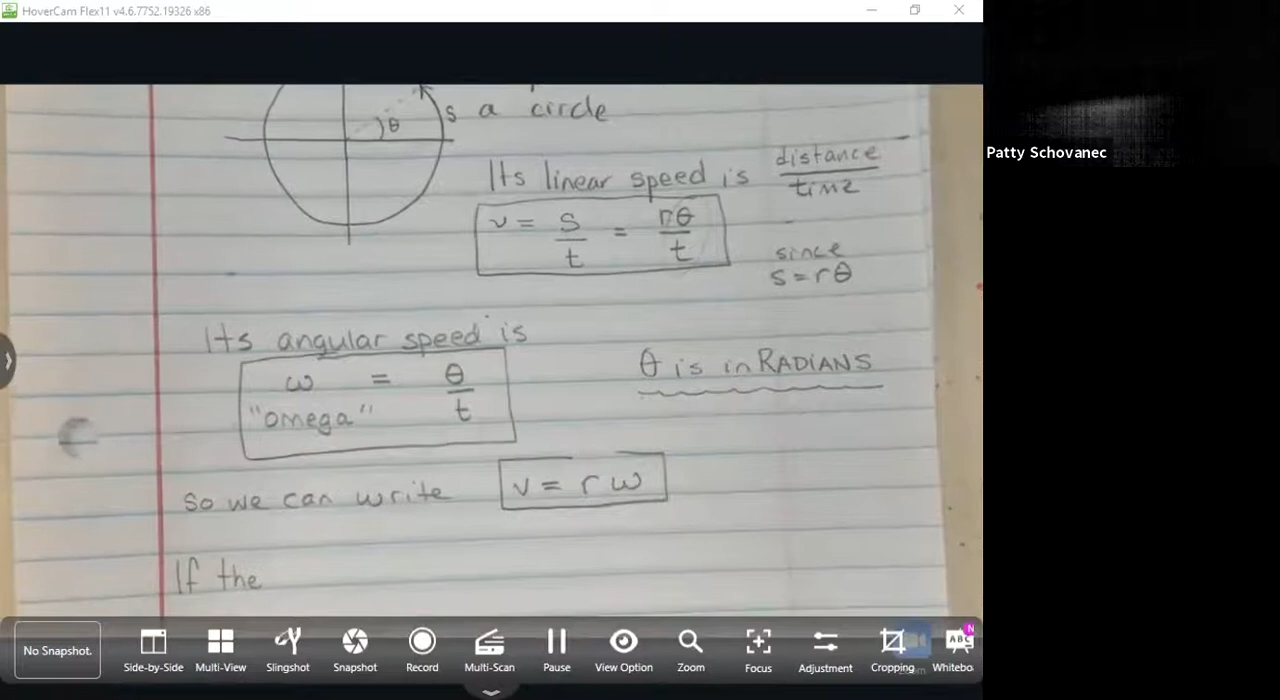 HoverCam Flex11 v4.6.7752.19326 x86
Patty Schovanec
s a circle
θ
Its linear speed is distance/time
v = s/t = rθ/t
since
s = rθ
Its angular speed is
ω = θ/t
"omega"
θ is in RADIANS
So we can write v = rω
If the
No Snapshot.
Side-by-Side Multi-View Slingshot Snapshot Record Multi-Scan Pause View Option Zoom Focus Adjustment Cropping Whitebo
ABC
N